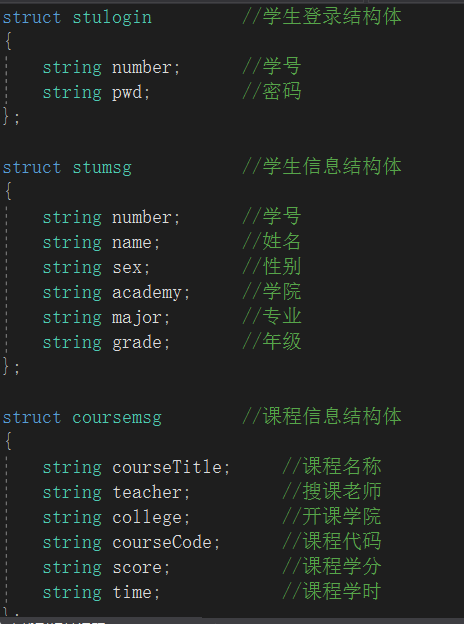 struct stulogin //学生登录结构体
{
string number; //学号
string pwd; //密码
};
struct stumsg //学生信息结构体
{
string number; //学号
string name; //姓名
string sex; //性别
string academy; //学院
string major; //专业
string grade; //年级
};
struct coursemsg //课程信息结构体
{
string courseTitle; //课程名称
string teacher; //搜课老师
string college; //开课学院
string courseCode; //课程代码
string score; //课程学分
string time; //课程学时
};